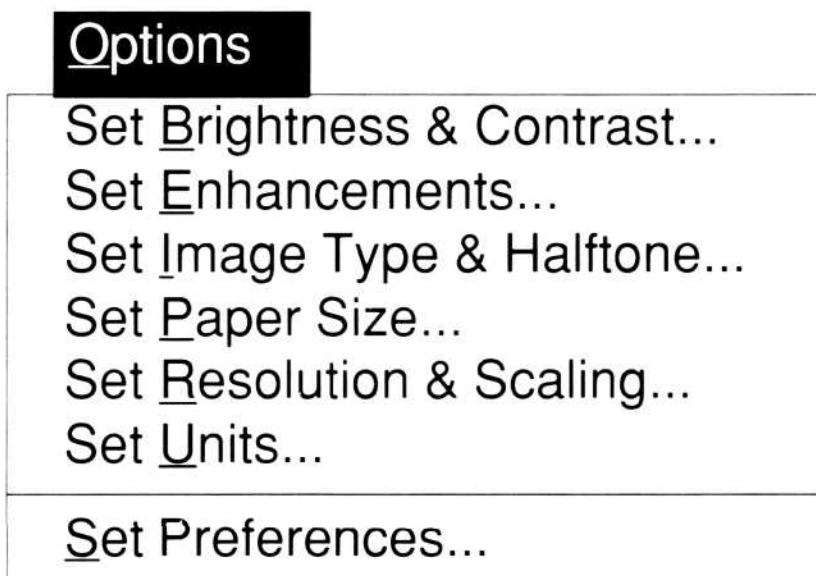 Options
Set Brightness & Contrast...
Set Enhancements...
Set Image Type & Halftone...
Set Paper Size...
Set Resolution & Scaling...
Set Units...
Set Preferences...